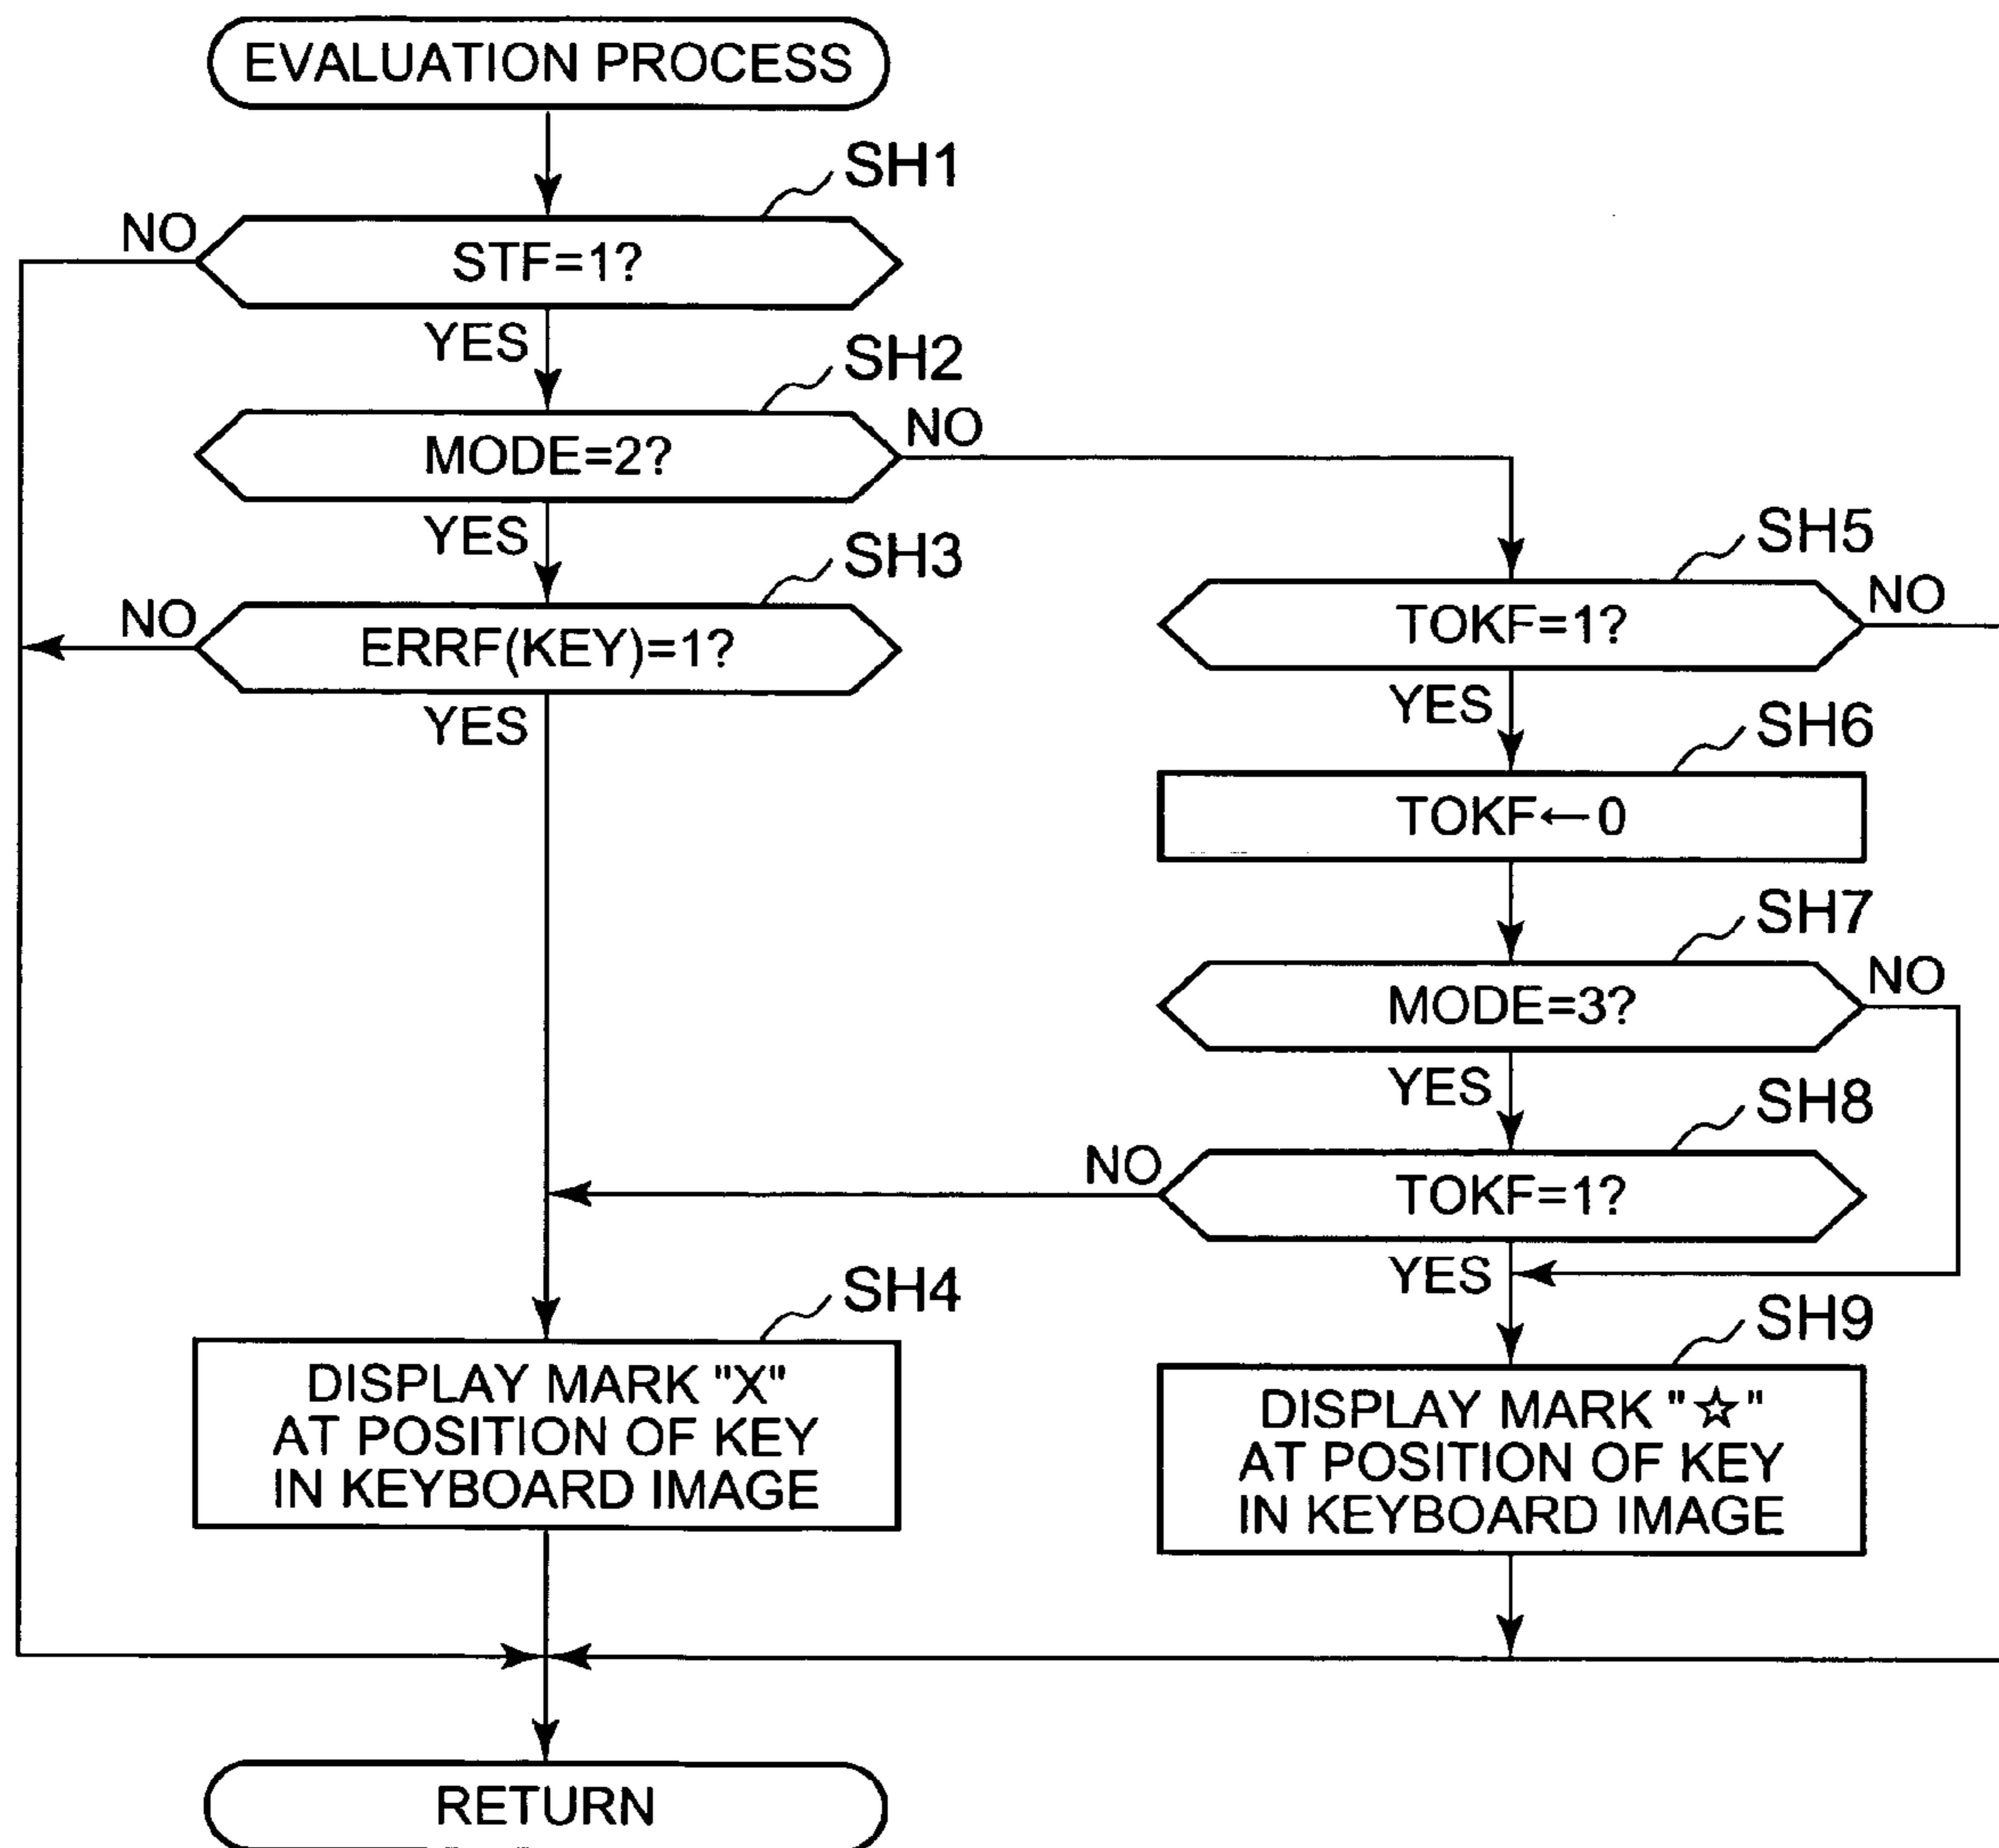 EVALUATION PROCESS
SH1
NO
STF=1?
YES
SH2
MODE=2?
NO
YES
SH3
NO
ERRF(KEY)=1?
YES
SH5
TOKF=1?
NO
YES
SH6
TOKF←0
SH7
MODE=3?
NO
YES
SH8
NO
TOKF=1?
YES
SH4
DISPLAY MARK "X"
AT POSITION OF KEY
IN KEYBOARD IMAGE
SH9
DISPLAY MARK "☆"
AT POSITION OF KEY
IN KEYBOARD IMAGE
RETURN